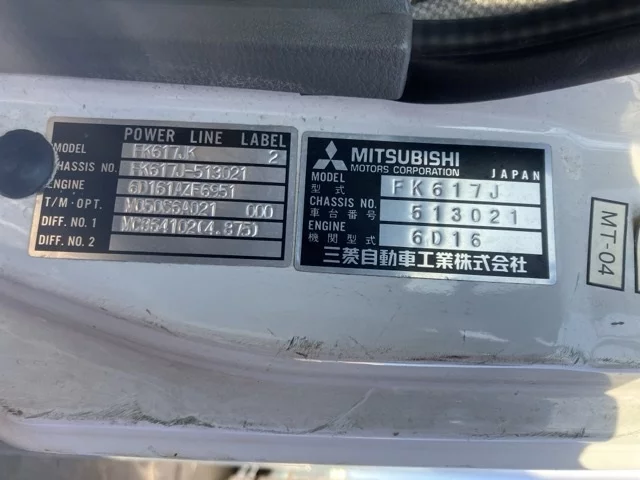 POWER LINE LABEL
MODEL FK617JK 2
CHASSIS NO. FK617J-513021
ENGINE 6D161AZF6951
T/M・OPT. M050S6A021 000
DIFF. NO. 1 MC854102(4.875)
DIFF. NO. 2
MITSUBISHI
MOTORS CORPORATION JAPAN
MODEL
型式 FK617J
CHASSIS NO.
車台番号 513021
ENGINE
機関型式 6D16
三菱自動車工業株式会社
MT-04